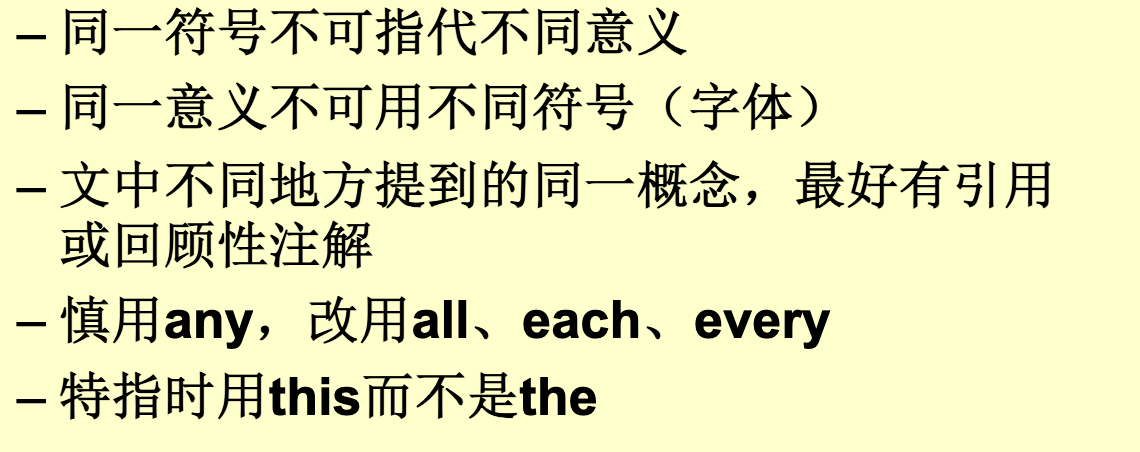 – 同一符号不可指代不同意义
– 同一意义不可用不同符号（字体）
– 文中不同地方提到的同一概念，最好有引用
或回顾性注解
– 慎用any，改用all、each、every
– 特指时用this而不是the